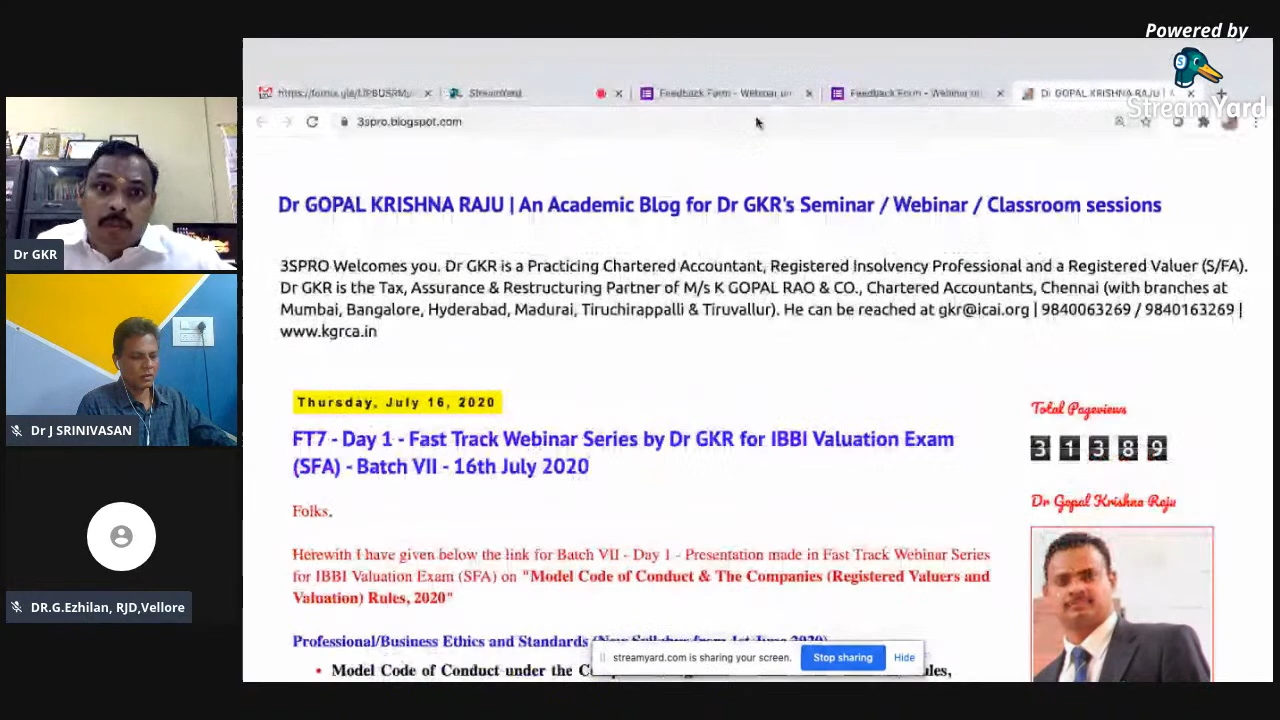 Powered by
StreamYard
StreamYard
Feedback Form - Webinar on
Feedback Form - Webinar on
Dr GOPAL KRISHNA RAJU | A
3spro.blogspot.com
Dr GOPAL KRISHNA RAJU | An Academic Blog for Dr GKR's Seminar / Webinar / Classroom sessions
3SPRO Welcomes you. Dr GKR is a Practicing Chartered Accountant, Registered Insolvency Professional and a Registered Valuer (S/FA).
Dr GKR is the Tax, Assurance & Restructuring Partner of M/s K GOPAL RAO & CO., Chartered Accountants, Chennai (with branches at
Mumbai, Bangalore, Hyderabad, Madurai, Tiruchirappalli & Tiruvallur). He can be reached at gkr@icai.org | 9840063269 / 9840163269 |
www.kgrca.in
Thursday, July 16, 2020
FT7 - Day 1 - Fast Track Webinar Series by Dr GKR for IBBI Valuation Exam
(SFA) - Batch VII - 16th July 2020
Folks,
Herewith I have given below the link for Batch VII - Day 1 - Presentation made in Fast Track Webinar Series
for IBBI Valuation Exam (SFA) on "Model Code of Conduct & The Companies (Registered Valuers and
Valuation) Rules, 2020"
Professional/Business Ethics and Standards (New Syllabus from 1st June 2020)
• Model Code of Conduct under the
Total Pageviews
31389
Dr Gopal Krishna Raju
streamyard.com is sharing your screen.
Stop sharing
Hide
Dr GKR
Dr J SRINIVASAN
DR.G.Ezhilan, RJD,Vellore